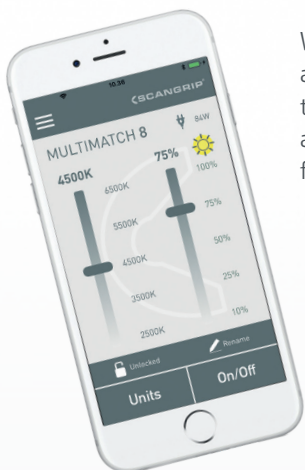 10.38
SCANGRIP®
MULTIMATCH 8
84W
4500K
75%
6500K
5500K
4500K
3500K
2500K
100%
75%
50%
25%
10%
Unlocked
Rename
Units
On/Off